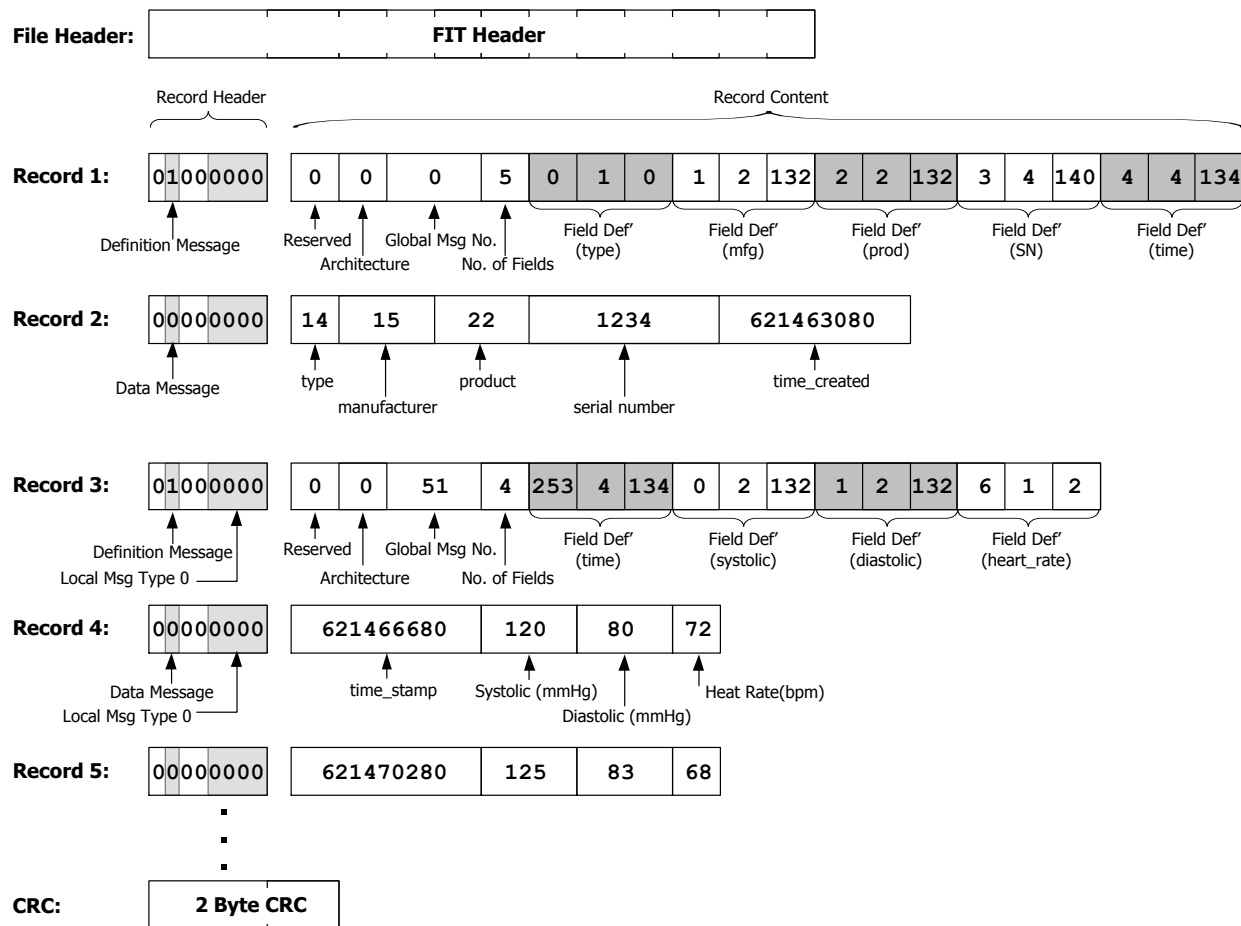 File Header:
FIT Header
Record Header
Record Content
Record 1:
01000000
0 0 0 5 0 1 0 1 2 132 2 2 132 3 4 140 4 4 134
Definition Message
Reserved
Architecture
Global Msg No.
No. of Fields
Field Def'
(type)
Field Def'
(mfg)
Field Def'
(prod)
Field Def'
(SN)
Field Def'
(time)
Record 2:
00000000
14 15 22 1234 621463080
Data Message
type
manufacturer
product
serial number
time_created
Record 3:
01000000
0 0 51 4 253 4 134 0 2 132 1 2 132 6 1 2
Definition Message
Local Msg Type 0
Reserved
Architecture
Global Msg No.
No. of Fields
Field Def'
(time)
Field Def'
(systolic)
Field Def'
(diastolic)
Field Def'
(heart_rate)
Record 4:
00000000
621466680 120 80 72
Data Message
Local Msg Type 0
time_stamp
Systolic (mmHg)
Diastolic (mmHg)
Heat Rate(bpm)
Record 5:
00000000
621470280 125 83 68
CRC:
2 Byte CRC